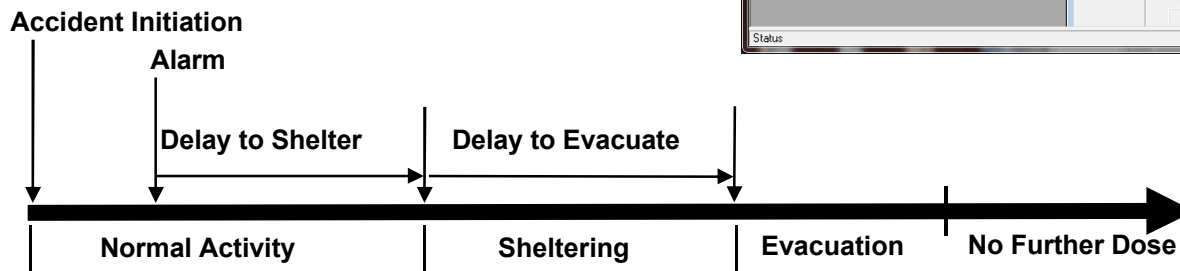 Accident Initiation
Status
Alarm
Delay to Shelter
Delay to Evacuate
Normal Activity
Sheltering
Evacuation
No Further Dose